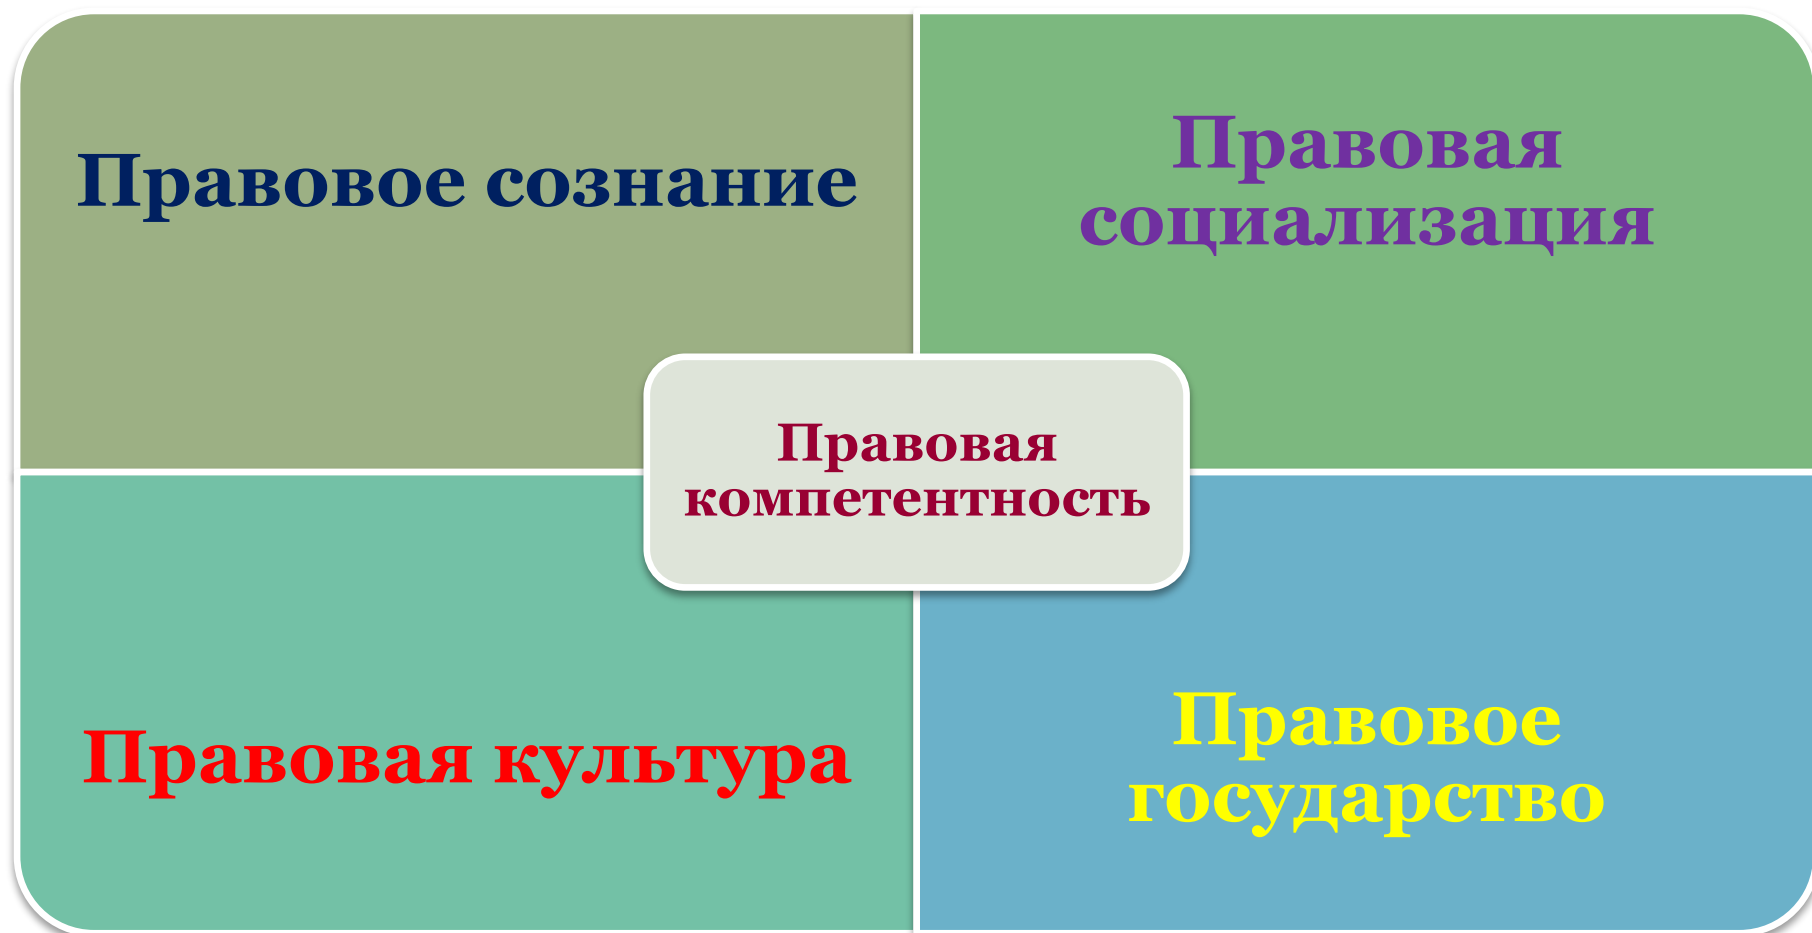 Правовое сознание
Правовая
социализация
Правовая
компетентность
Правовая культура
Правовое
государство